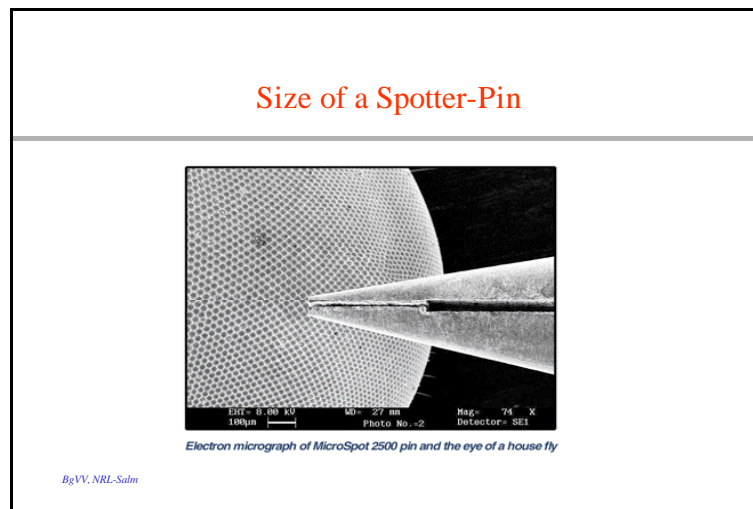 Size of a Spotter-Pin
EHT= 8.00 kV WD= 27 mm Mag= 74 X
100µm Photo No.=2 Detector= SE1
Electron micrograph of MicroSpot 2500 pin and the eye of a house fly
BgVV, NRL-Salm